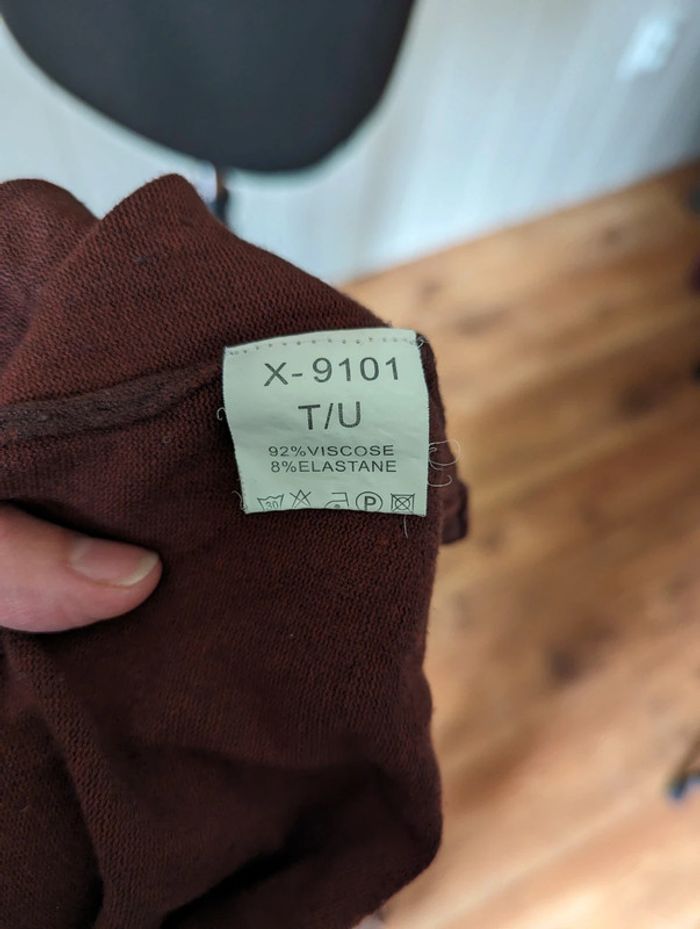 X-9101
T/U
92%VISCOSE
8%ELASTANE
30 P